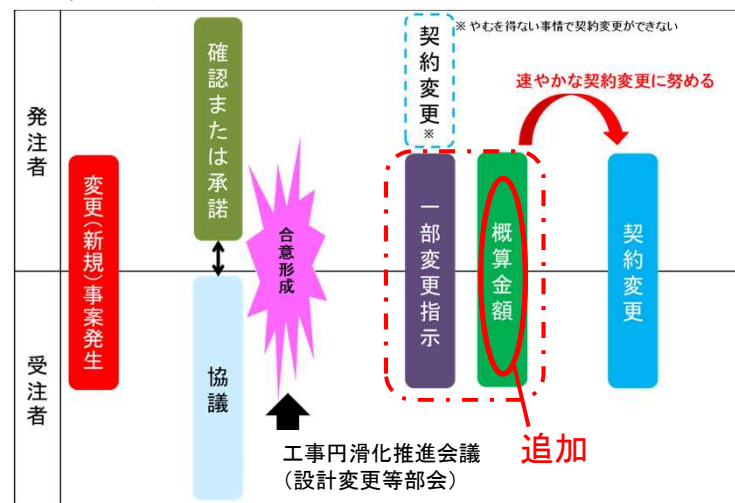 発注者
受注者
変更(新規)事案発生
確認または承諾
協議
合意形成
工事円滑化推進会議
(設計変更等部会)
契約変更
※
※ やむを得ない事情で契約変更ができない
一部変更指示
概算金額
追加
速やかな契約変更に努める
契約変更